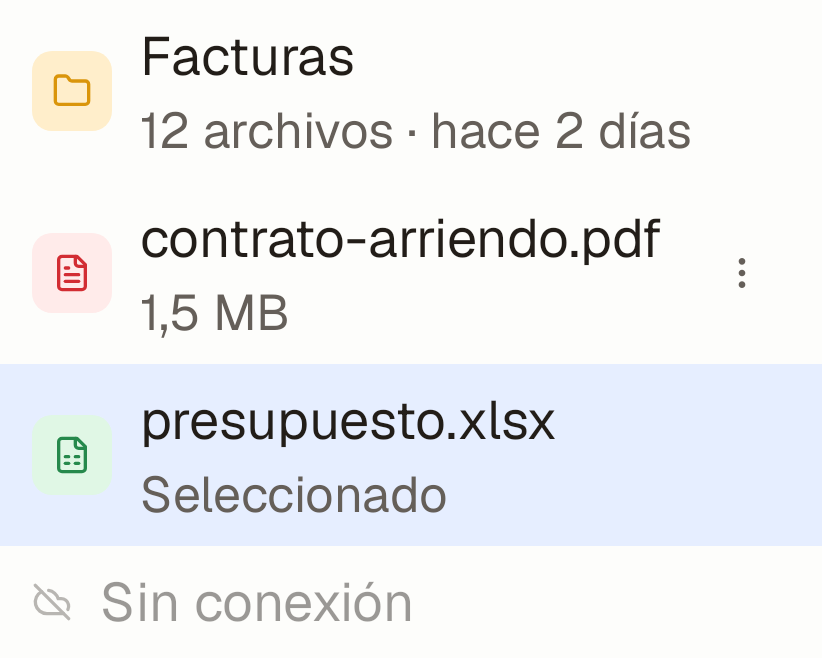 Facturas
12 archivos · hace 2 días
contrato-arriendo.pdf
1,5 MB
presupuesto.xlsx
Seleccionado
Sin conexión